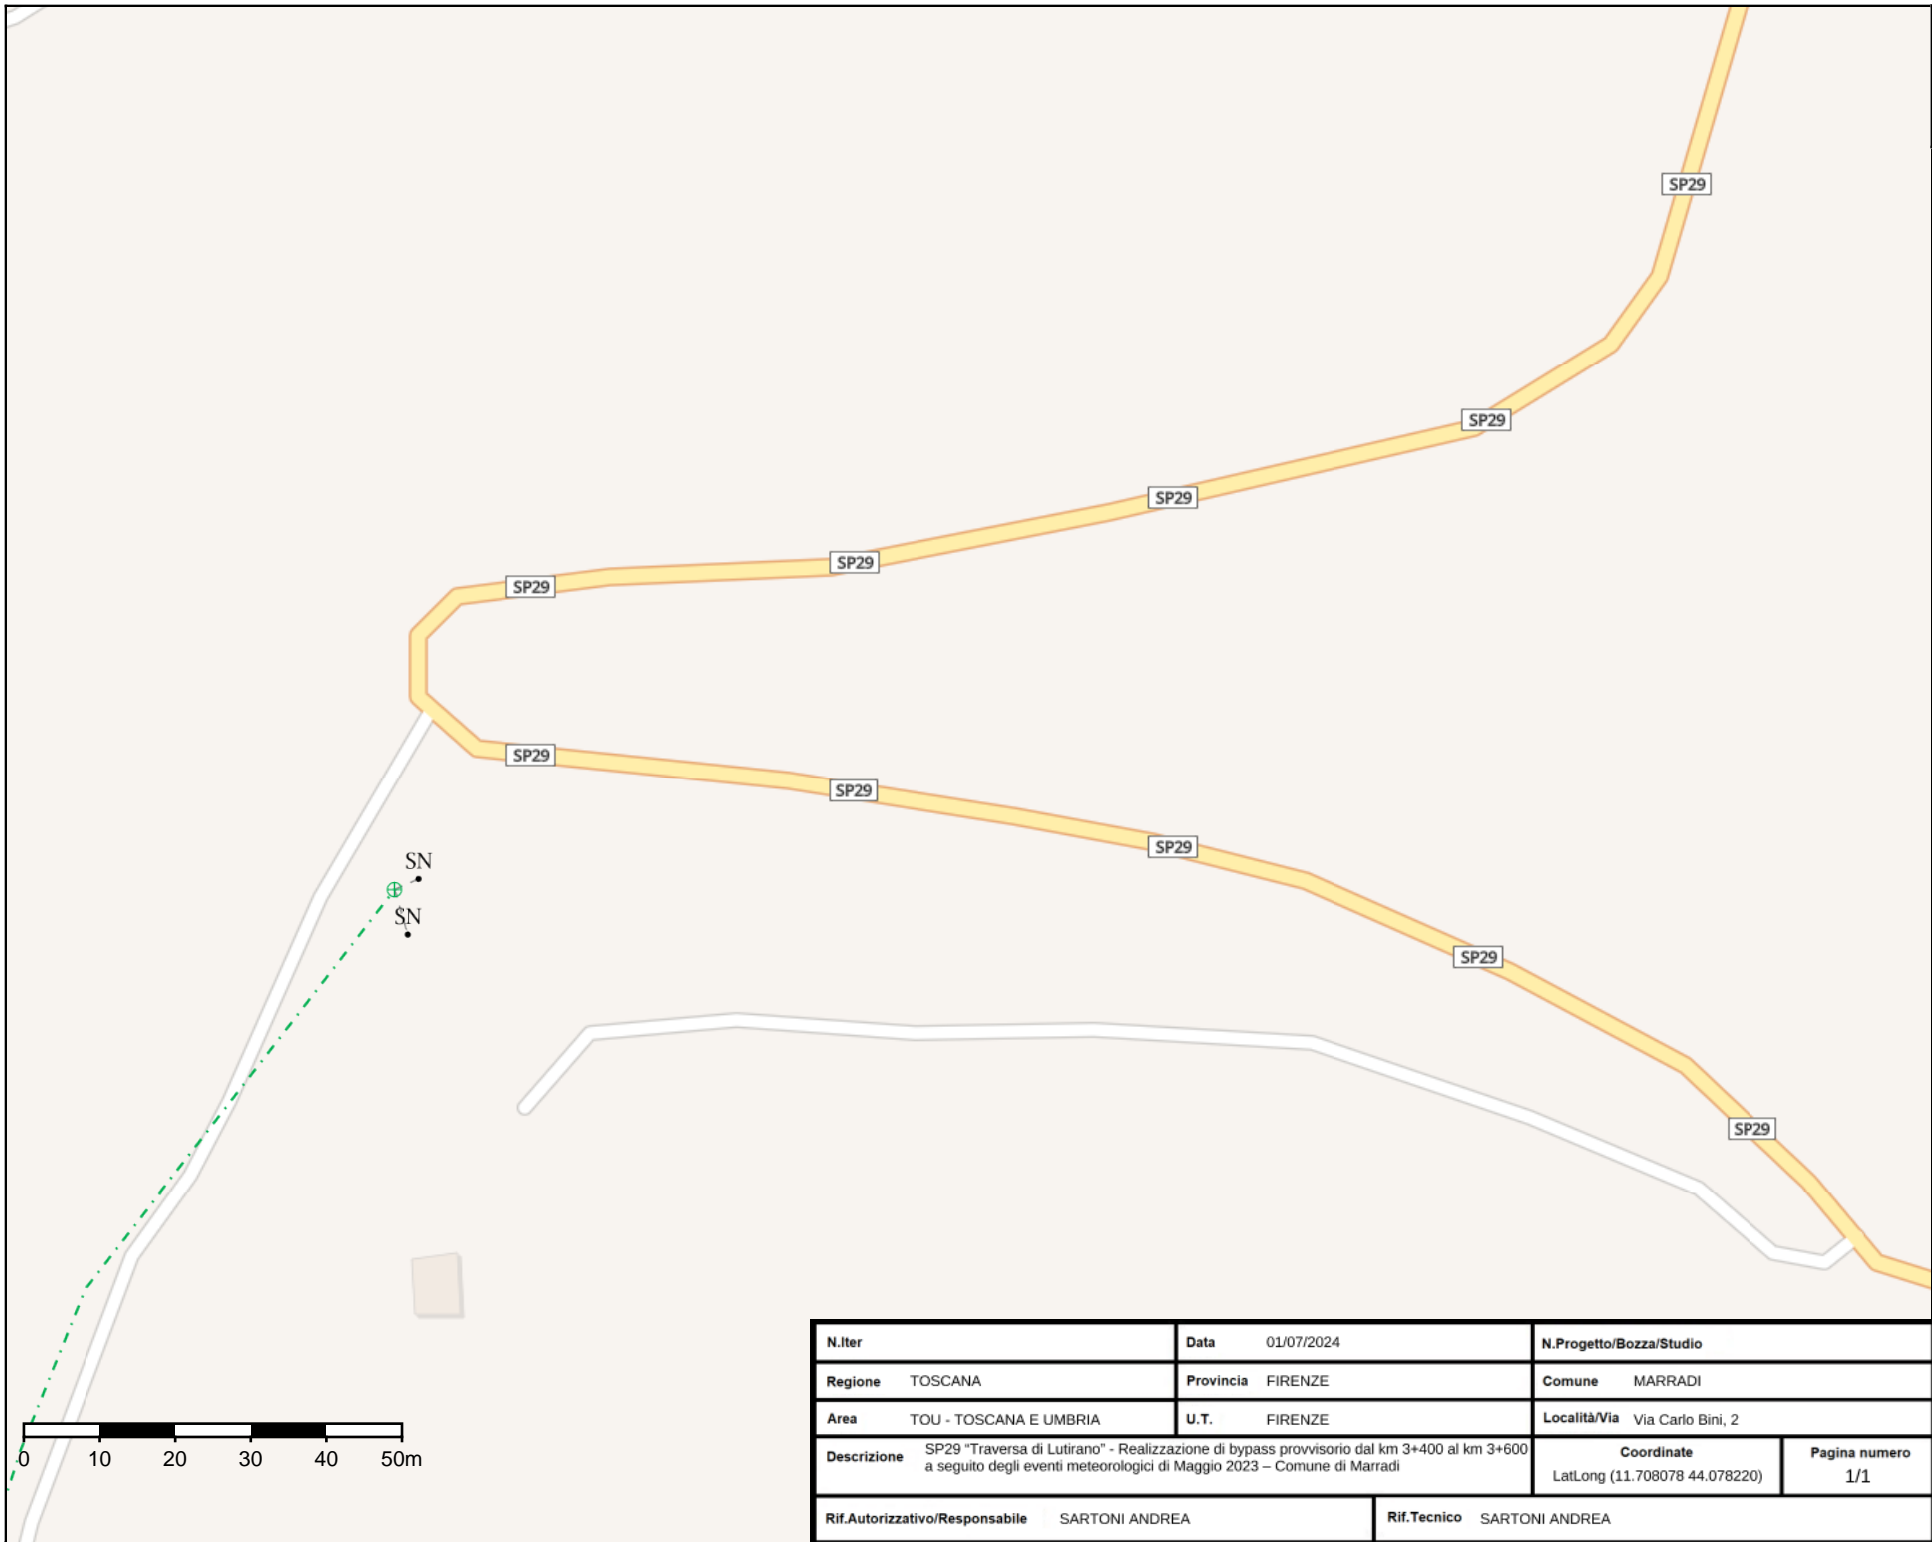 SP29
SP29
SP29
SP29
SP29
SP29
SP29
SP29
SN
SN
SP29
SP29
0 10 20 30 40 50m
N.Iter
Data 01/07/2024
N.Progetto/Bozza/Studio
Regione TOSCANA
Provincia FIRENZE
Comune MARRADI
Area TOU - TOSCANA E UMBRIA
U.T. FIRENZE
Località/Via Via Carlo Bini, 2
Descrizione SP29 "Traversa di Lutirano" - Realizzazione di bypass provvisorio dal km 3+400 al km 3+600
a seguito degli eventi meteorologici di Maggio 2023 – Comune di Marradi
Coordinate
LatLong (11.708078 44.078220)
Pagina numero
1/1
Rif.Autorizzativo/Responsabile SARTONI ANDREA
Rif.Tecnico SARTONI ANDREA